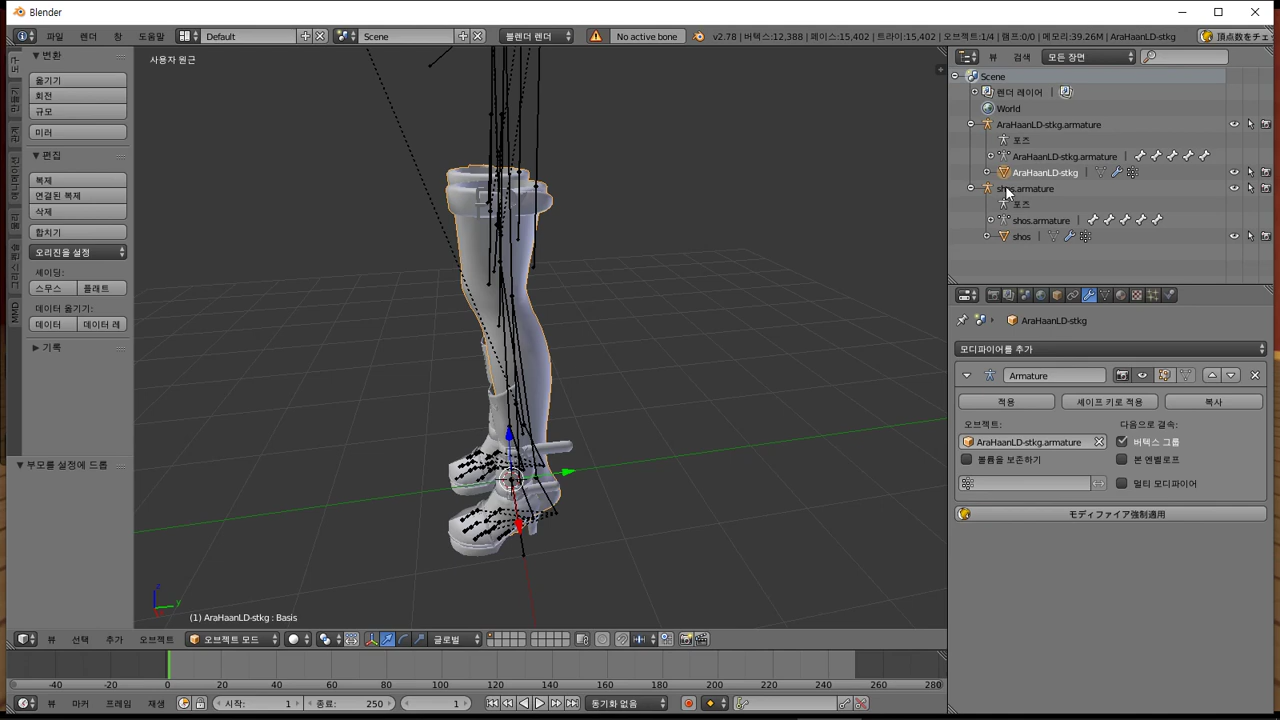 Blender
파일 렌더 창 도움말 Default Scene 블렌더 렌더 No active bone v2.78 | 버텍스:12,388 | 페이스:15,402 | 트라이:15,402 | 오브젝트:1/4 | 램프:0/0 | 메모리:39.26M | AraHaanLD-stkg 頂点数をチェッ
변환
옮기기
회전
규모
미러
편집
복제
연결된 복제
삭제
합치기
오리진을 설정
셰이딩:
스무스 플래트
데이터 옮기기:
데이터 데이터 레
기록
MMD
부모를 설정에 드롭
사용자 원근
(1) AraHaanLD-stkg : Basis
z
y
뷰 선택 추가 오브젝트 오브젝트 모드 글로벌
-40 -20 0 20 40 60 80 100 120 140 160 180 200 220 240 260 280
뷰 마커 프레임 재생 시작: 1 종료: 250 1 동기화 없음
뷰 검색 모든 장면
Scene
렌더 레이어
World
AraHaanLD-stkg.armature
포즈
AraHaanLD-stkg.armature
AraHaanLD-stkg
포즈
shos.armature
shos
AraHaanLD-stkg
모디파이어를 추가
Armature
적용 셰이프 키로 적용 복사
오브젝트: 다음으로 결속:
AraHaanLD-stkg.armature 버텍스 그룹
볼륨을 보존하기 본 엔벨로프
멀티 모디파이어
モディファイア強制適用